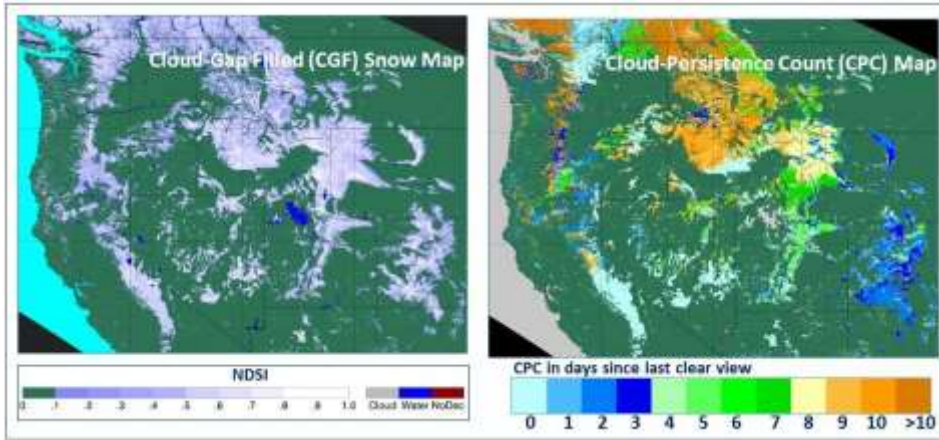 Cloud-Gap Filled (CGF) Snow Map
Cloud-Persistence Count (CPC) Map
NDSI
0 .1 .2 .3 .4 .5 .6 .7 .8 1.0 Cloud Water NoDec
CPC in days since last clear view
0 1 2 3 4 5 6 7 8 9 10 >10